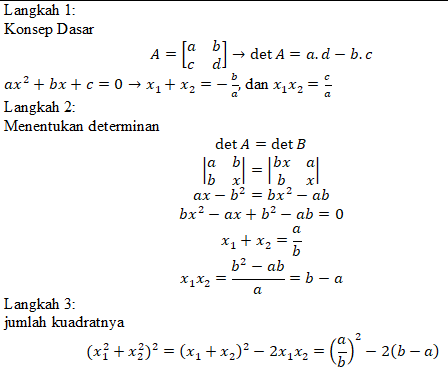 Langkah 1:
Konsep Dasar
A = [a b; c d] → det A = a.d − b.c
ax² + bx + c = 0 → x₁ + x₂ = −b/a, dan x₁x₂ = c/a
Langkah 2:
Menentukan determinan
det A = det B
|a b; b x| = |bx a; b x|
ax − b² = bx² − ab
bx² − ax + b² − ab = 0
x₁ + x₂ = a/b
x₁x₂ = (b² − ab)/a = b − a
Langkah 3:
jumlah kuadratnya
(x₁² + x₂²)² = (x₁ + x₂)² − 2x₁x₂ = (a/b)² − 2(b − a)